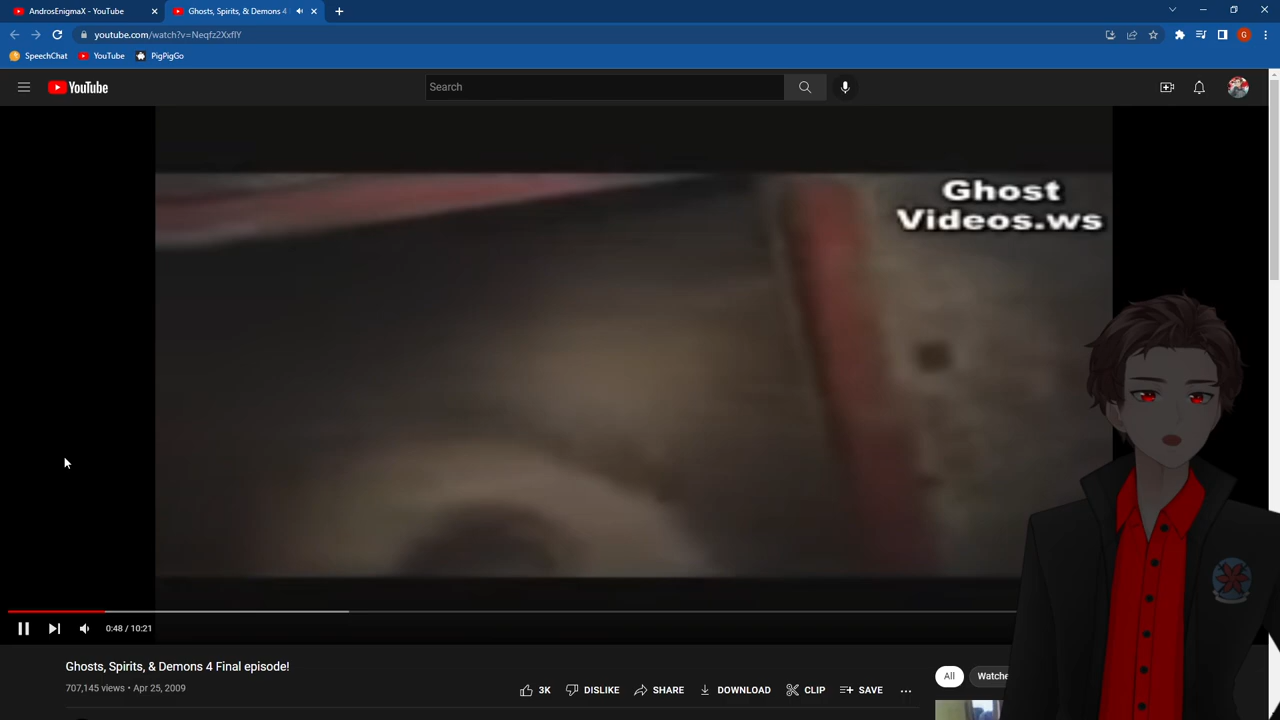 AndrosEnigmaX - YouTube
Ghosts, Spirits, & Demons 4
youtube.com/watch?v=Neqfz2XxflY
G
SpeechChat
YouTube
PigPigGo
YouTube
Search
Ghost
Videos.ws
0:48 / 10:21
Ghosts, Spirits, & Demons 4 Final episode!
707,145 views • Apr 25, 2009
3K
DISLIKE
SHARE
DOWNLOAD
CLIP
SAVE
All
Watche